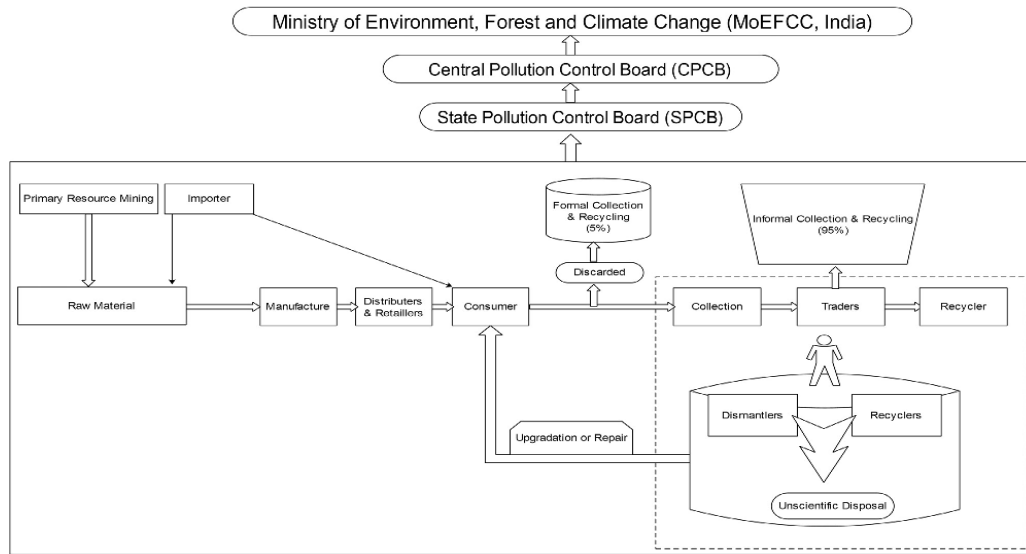 Ministry of Environment, Forest and Climate Change (MoEFCC, India)
Central Pollution Control Board (CPCB)
State Pollution Control Board (SPCB)
Primary Resource Mining
Importer
Formal Collection
& Recycling
(5%)
Informal Collection & Recycling
(95%)
Discarded
Raw Material
Manufacture
Distributers
& Retaillers
Consumer
Collection
Traders
Recycler
Dismantlers
Recyclers
Upgradation or Repair
Unscientific Disposal